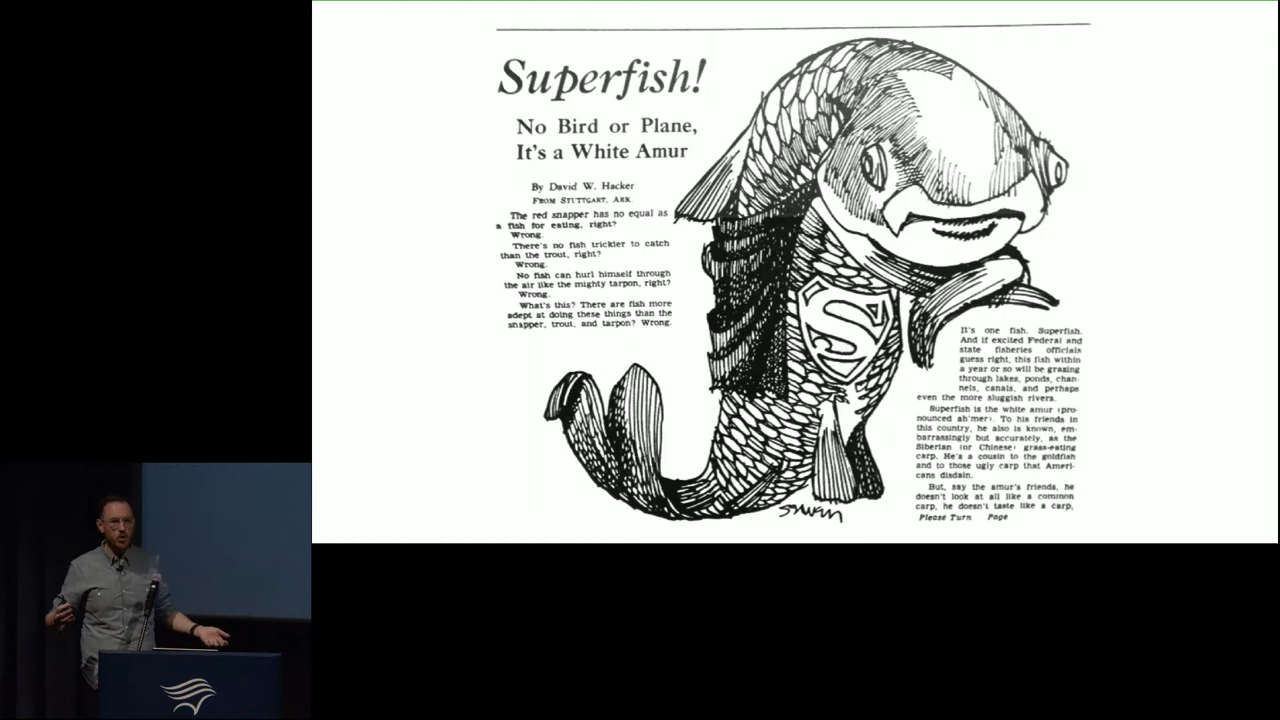 Superfish!
No Bird or Plane,
It's a White Amur
By David W. Hacker
FROM STUTTGART, ARK.
The red snapper has no equal as
a fish for eating, right?
Wrong.
There's no fish trickier to catch
than the trout, right?
Wrong.
No fish can hurl himself through
the air like the mighty tarpon, right?
Wrong.
What's this? There are fish more
adept at doing these things than the
snapper, trout, and tarpon? Wrong.
S
It's one fish. Superfish.
And if excited Federal and
state fisheries officials
guess right, this fish within
a year or so will be grazing
through lakes, ponds, chan-
nels, canals, and perhaps
even the more sluggish rivers.
Superfish is the white amur (pro-
nounced ah'mer). To his friends in
this country, he also is known, em-
barrassingly but accurately, as the
Siberian (or Chinese) grass-eating
carp. He's a cousin to the goldfish
and to those ugly carp that Ameri-
cans disdain.
But, say the amur's friends, he
doesn't look at all like a common
carp, he doesn't taste like a carp,
Please Turn Page